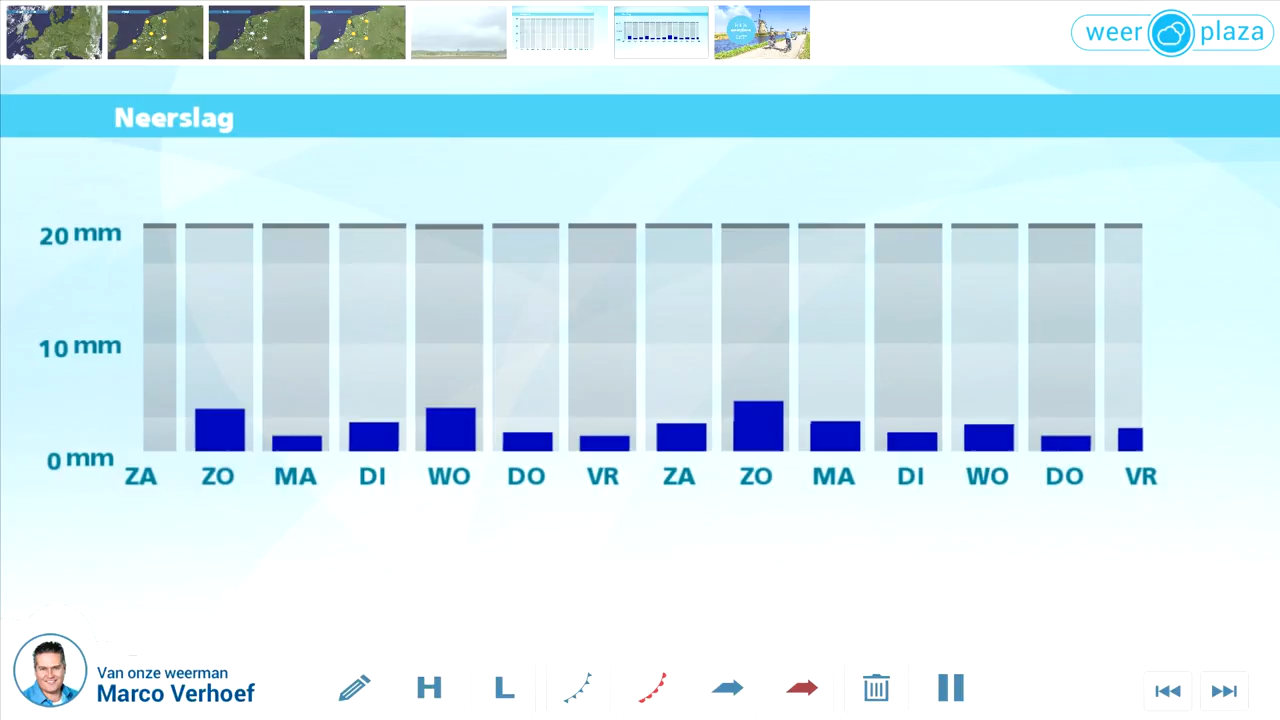 weer plaza
Neerslag
20 mm
10 mm
0 mm
ZA ZO MA DI WO DO VR ZA ZO MA DI WO DO VR
Van onze weerman
Marco Verhoef
H L